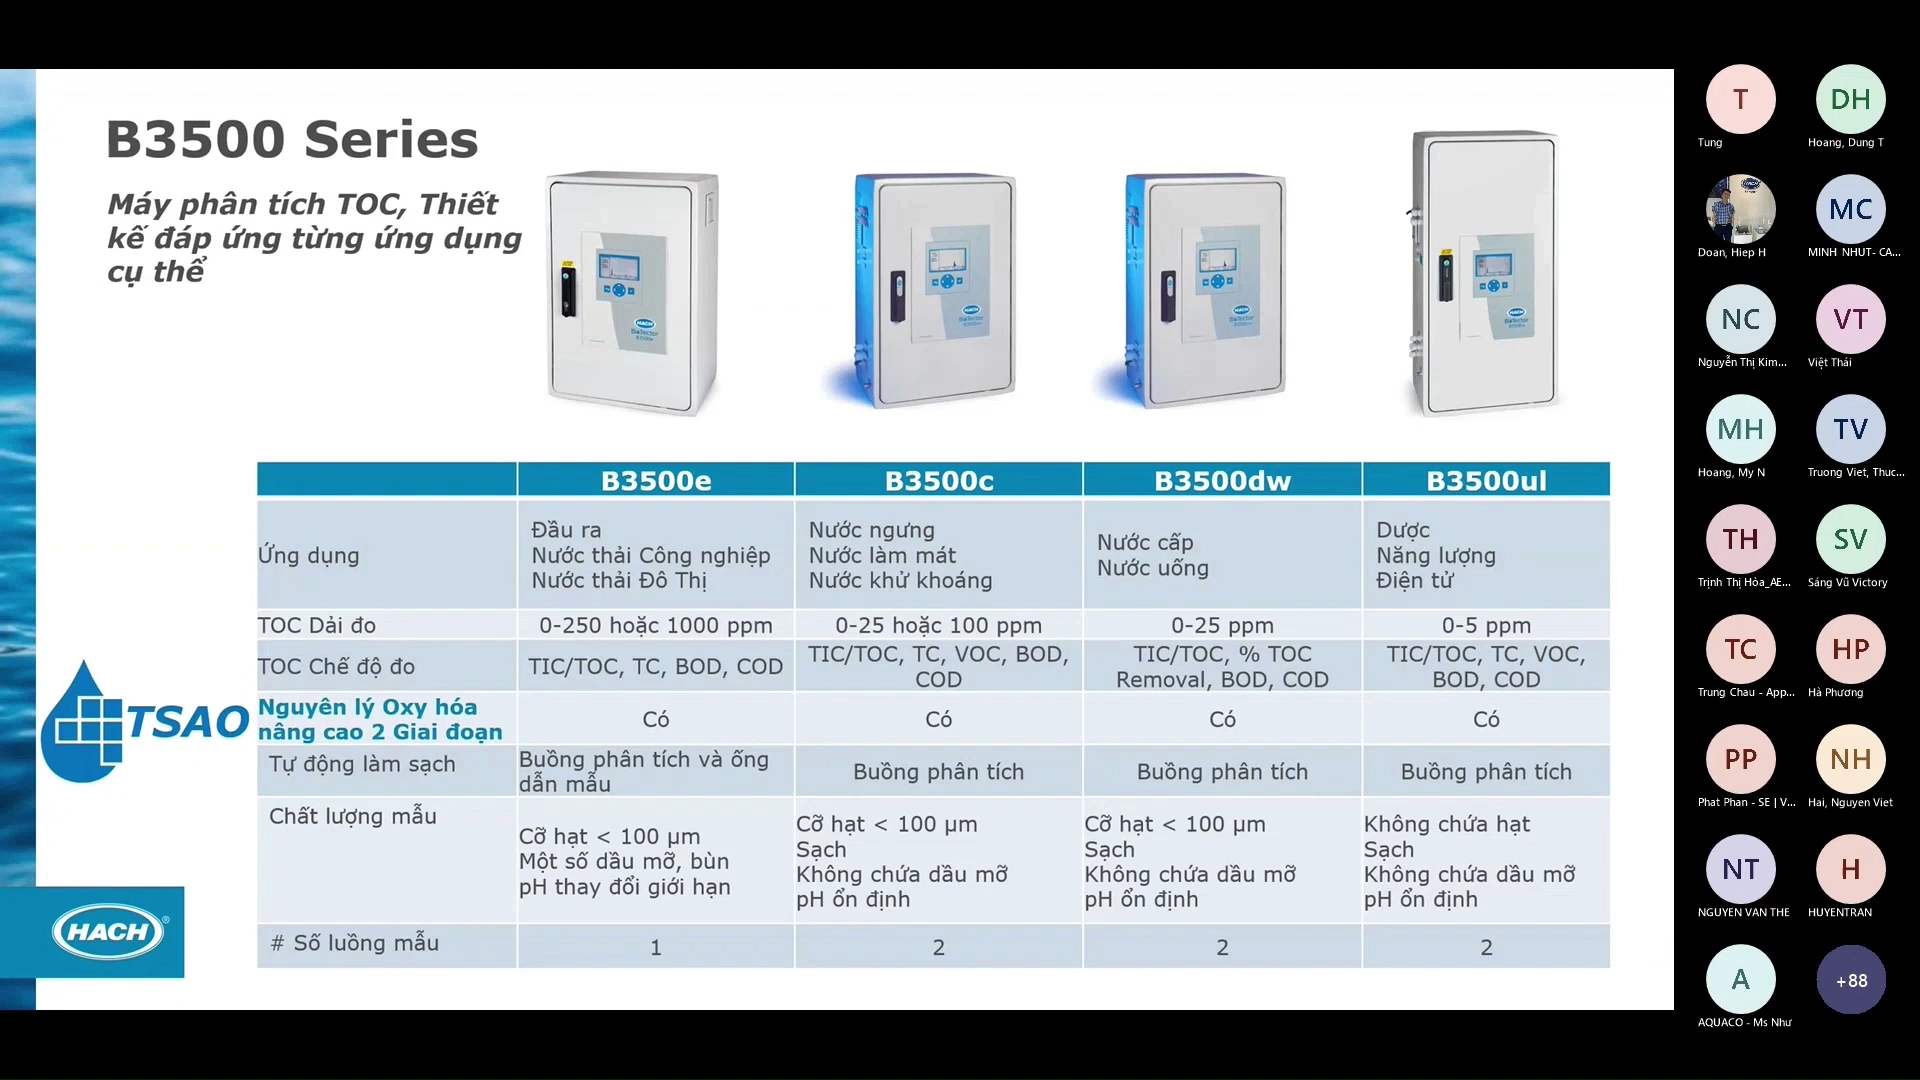 B3500 Series
Máy phân tích TOC, Thiết
kế đáp ứng từng ứng dụng
cụ thể
HACH
BioTector
HACH
BioTector
HACH
BioTector
HACH
BioTector
B3500e
B3500c
B3500dw
B3500ul
Ứng dụng
Đầu ra
Nước thải Công nghiệp
Nước thải Đô Thị
Nước ngưng
Nước làm mát
Nước khử khoáng
Nước cấp
Nước uống
Dược
Năng lượng
Điện tử
TOC Dải đo
0-250 hoặc 1000 ppm
0-25 hoặc 100 ppm
0-25 ppm
0-5 ppm
TOC Chế độ đo
TIC/TOC, TC, BOD, COD
TIC/TOC, TC, VOC, BOD,
COD
TIC/TOC, % TOC
Removal, BOD, COD
TIC/TOC, TC, VOC,
BOD, COD
Nguyên lý Oxy hóa
nâng cao 2 Giai đoạn
Có
Có
Có
Có
Tự động làm sạch
Buồng phân tích và ống
dẫn mẫu
Buồng phân tích
Buồng phân tích
Buồng phân tích
Chất lượng mẫu
Cỡ hạt < 100 µm
Một số dầu mỡ, bùn
pH thay đổi giới hạn
Cỡ hạt < 100 µm
Sạch
Không chứa dầu mỡ
pH ổn định
Cỡ hạt < 100 µm
Sạch
Không chứa dầu mỡ
pH ổn định
Không chứa hạt
Sạch
Không chứa dầu mỡ
pH ổn định
# Số luồng mẫu
1
2
2
2
TSAO
HACH®
T
Tung
DH
Hoang, Dung T
HACH
Doan, Hiep H
MC
MINH NHUT- CA...
NC
Nguyễn Thị Kim...
VT
Việt Thái
MH
Hoang, My N
TV
Truong Viet, Thuc...
TH
Trịnh Thị Hòa_AE...
SV
Sáng Vũ Victory
TC
Trung Chau - App...
HP
Hà Phương
PP
Phat Phan - SE | V...
NH
Hai, Nguyen Viet
NT
NGUYEN VAN THE
H
HUYENTRAN
A
AQUACO - Ms Như
+88